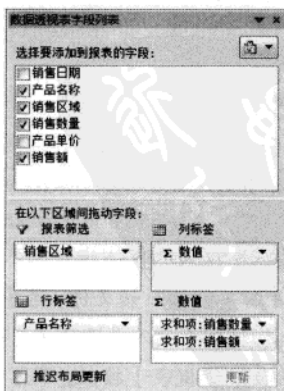 数据透视表字段列表
选择要添加到报表的字段:
销售日期
产品名称
销售区域
销售数量
产品单价
销售额
在以下区域间拖动字段:
报表筛选 列标签
销售区域 Σ 数值
行标签 Σ 数值
产品名称 求和项:销售数量
求和项:销售额
推迟布局更新 更新